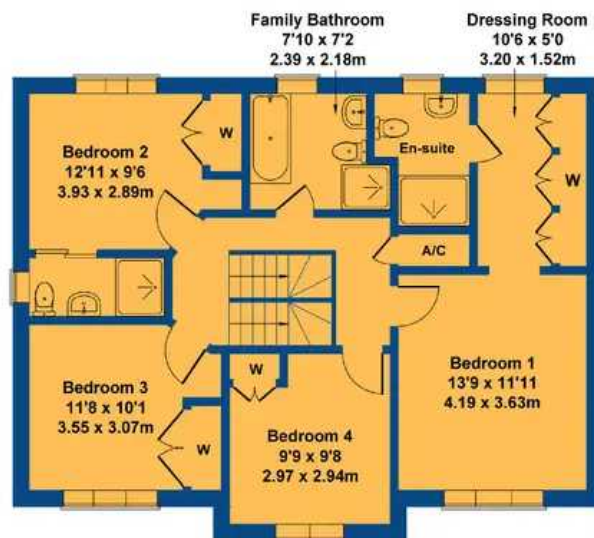 Family Bathroom
7'10 x 7'2
2.39 x 2.18m
Dressing Room
10'6 x 5'0
3.20 x 1.52m
Bedroom 2
12'11 x 9'6
3.93 x 2.89m
W
En-suite
W
A/C
Bedroom 3
11'8 x 10'1
3.55 x 3.07m
W
W
Bedroom 4
9'9 x 9'8
2.97 x 2.94m
Bedroom 1
13'9 x 11'11
4.19 x 3.63m